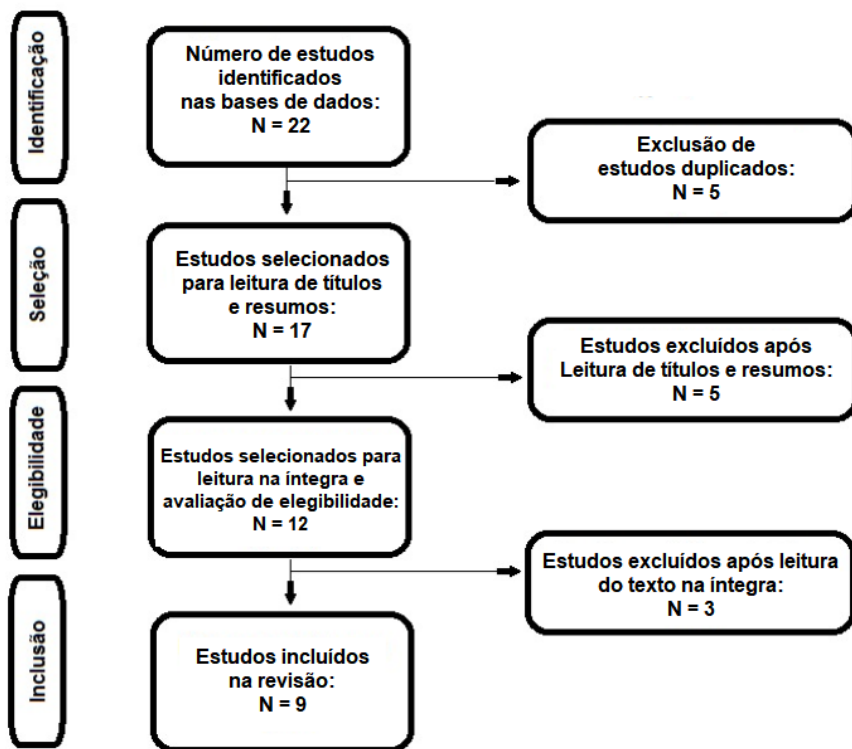 Identificação
Número de estudos
identificados
nas bases de dados:
N = 22
Exclusão de
estudos duplicados:
N = 5
Seleção
Estudos selecionados
para leitura de títulos
e resumos:
N = 17
Estudos excluídos após
Leitura de títulos e resumos:
N = 5
Elegibilidade
Estudos selecionados para
leitura na íntegra e
avaliação de elegibilidade:
N = 12
Estudos excluídos após leitura
do texto na íntegra:
N = 3
Inclusão
Estudos incluídos
na revisão:
N = 9